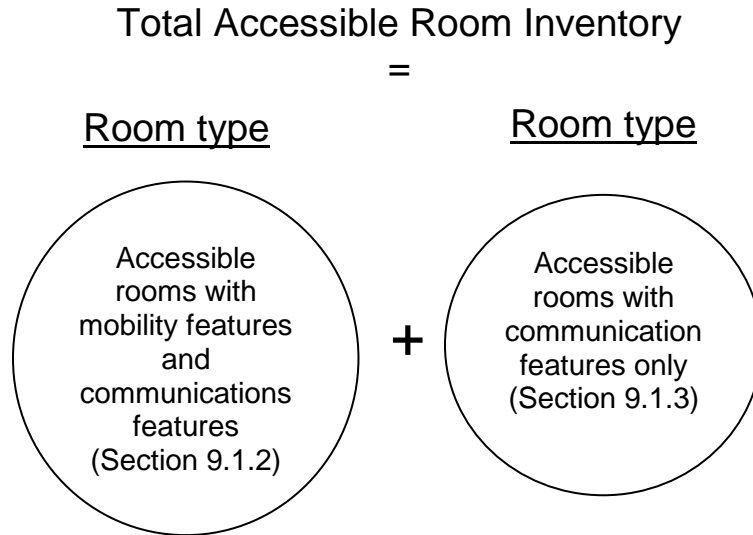 Total Accessible Room Inventory
=
Room type
Room type
Accessible
rooms with
mobility features
and
communications
features
(Section 9.1.2)
+
Accessible
rooms with
communication
features only
(Section 9.1.3)